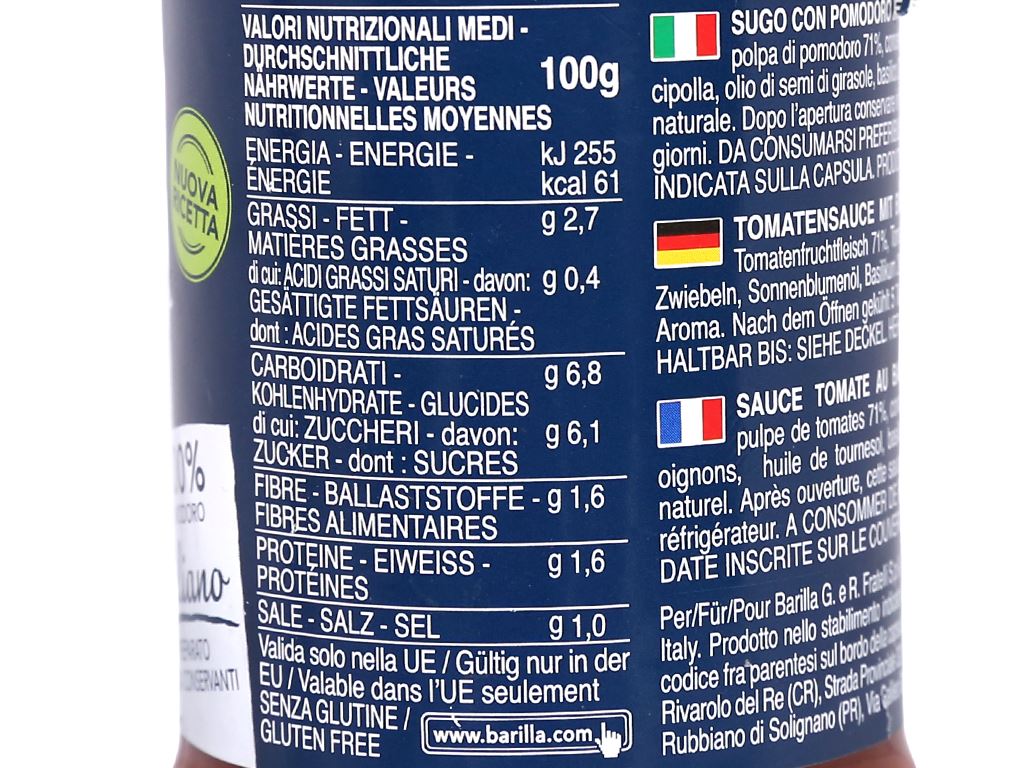 VALORI NUTRIZIONALI MEDI -
DURCHSCHNITTLICHE
NÄHRWERTE - VALEURS
NUTRITIONNELLES MOYENNES
100g
ENERGIA - ENERGIE -
ÉNERGIE
kJ 255
kcal 61
GRASSI - FETT -
MATIÈRES GRASSES
g 2,7
di cui: ACIDI GRASSI SATURI - davon:
GESÄTTIGTE FETTSÄUREN -
dont : ACIDES GRAS SATURÉS
g 0,4
CARBOIDRATI -
KOHLENHYDRATE - GLUCIDES
g 6,8
di cui: ZUCCHERI - davon:
ZUCKER - dont : SUCRES
g 6,1
FIBRE - BALLASTSTOFFE -
FIBRES ALIMENTAIRES
g 1,6
PROTEINE - EIWEISS -
PROTÉINES
g 1,6
SALE - SALZ - SEL
g 1,0
Valida solo nella UE / Gültig nur in der
EU / Valable dans l'UE seulement
SENZA GLUTINE /
GLUTEN FREE
www.barilla.com
NUOVA
RICETTA
SUGO CON POMODORO
polpa di pomodoro 71%,
cipolla, olio di semi di girasole,
naturale. Dopo l'apertura
giorni. DA CONSUMARSI
INDICATA SULLA CAPSULA.
TOMATENSAUCE MIT
Tomatenfruchtfleisch 71%,
Zwiebeln, Sonnenblumenöl, Basilikum
Aroma. Nach dem Öffnen gekühlt
HALTBAR BIS: SIEHE DECKEL.
SAUCE TOMATE AU
pulpe de tomates 71%,
oignons, huile de tournesol,
naturel. Après ouverture, cette
réfrigérateur. A CONSOMMER
DATE INSCRITE SUR LE
Per/Für/Pour Barilla G. e R. Fratelli
Italy. Prodotto nello stabilimento
codice fra parentesi sul bordo della
Rivarolo del Re (CR), Strada
Rubbiano di Solignano (PR), Via